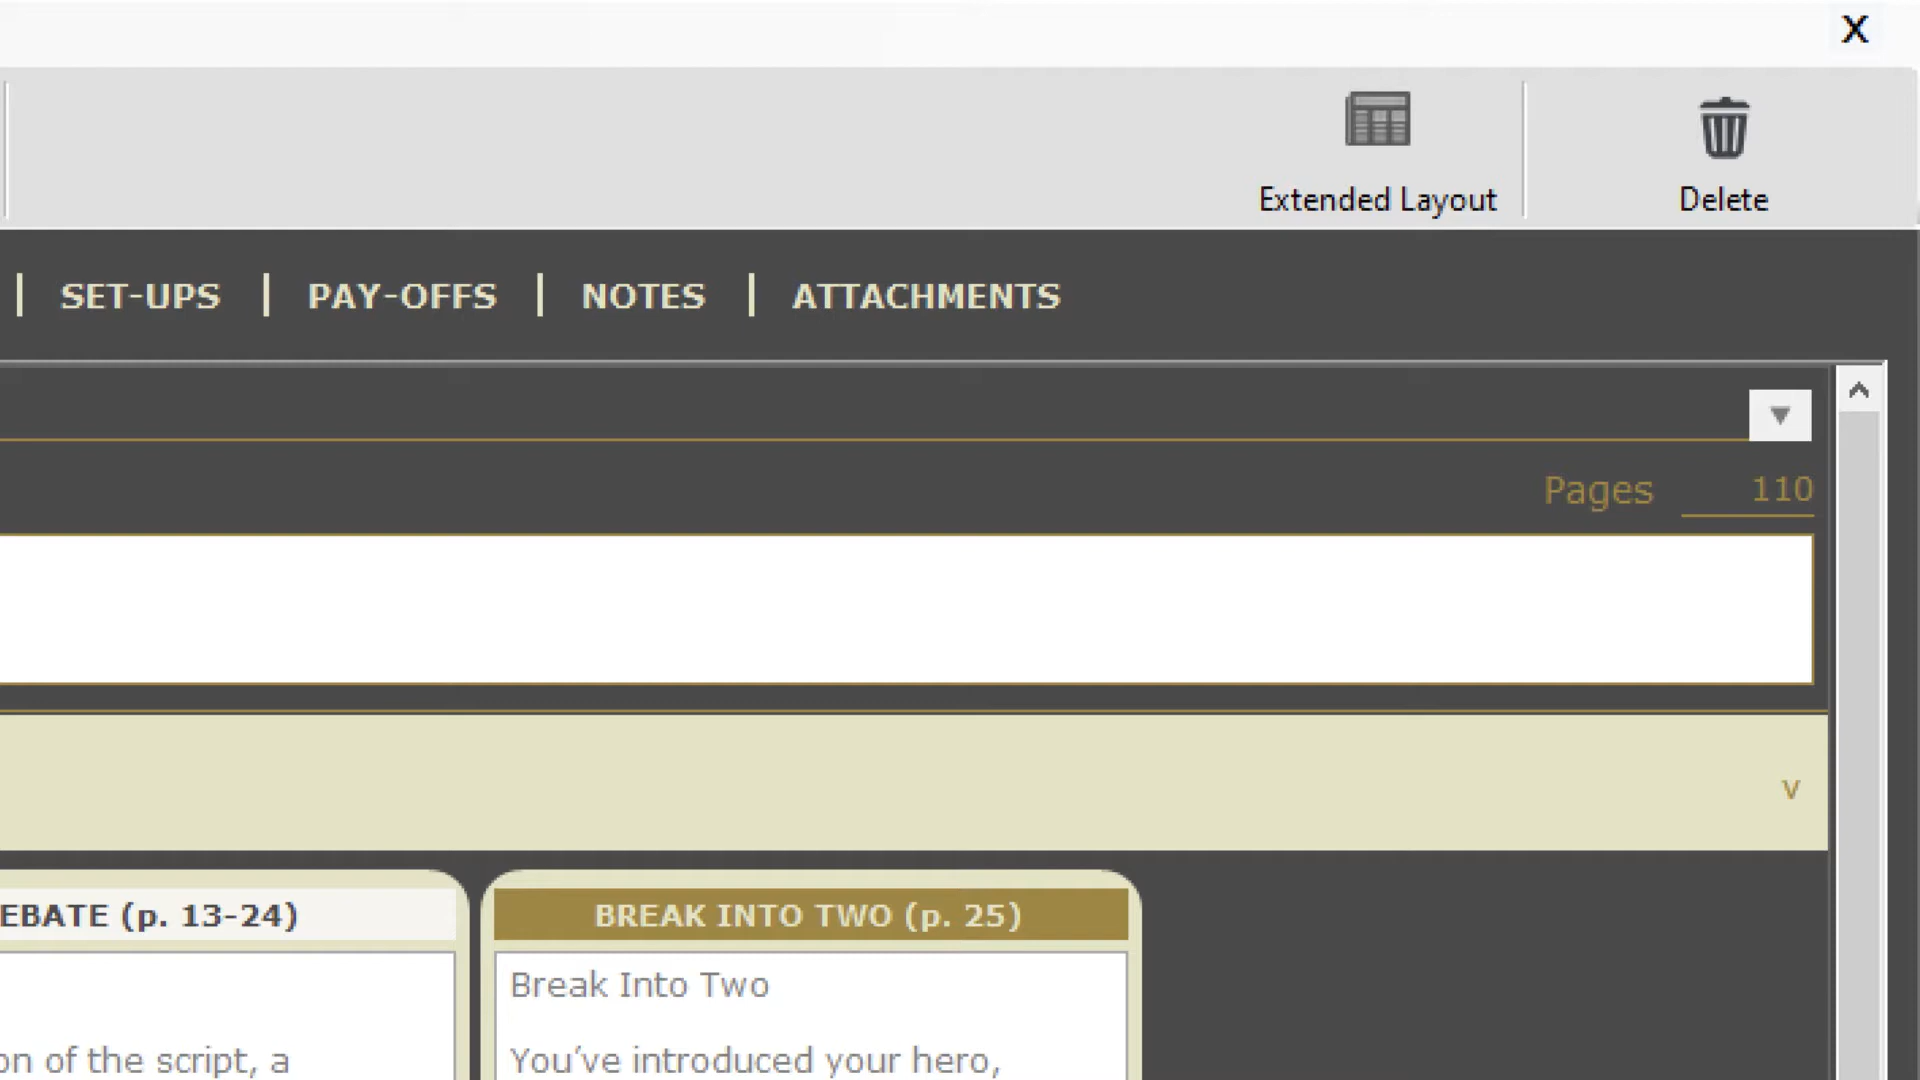 X
Extended Layout
Delete
| SET-UPS | PAY-OFFS | NOTES | ATTACHMENTS
Pages 110
v
EBATE (p. 13-24)
BREAK INTO TWO (p. 25)
Break Into Two
on of the script, a
You've introduced your hero,